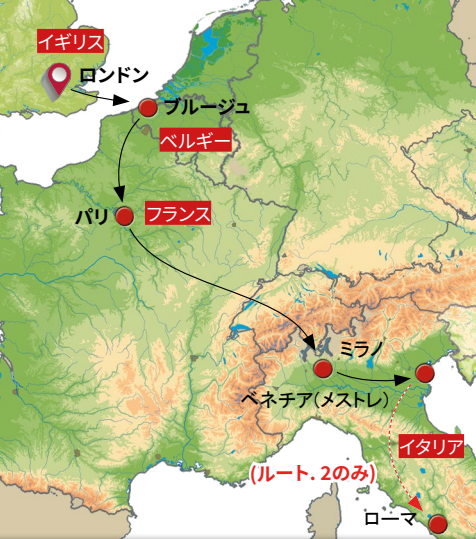 イギリス
ロンドン
ブルージュ
ベルギー
パリ
フランス
ミラノ
ベネチア(メストレ)
イタリア
(ルート. 2のみ)
ローマ